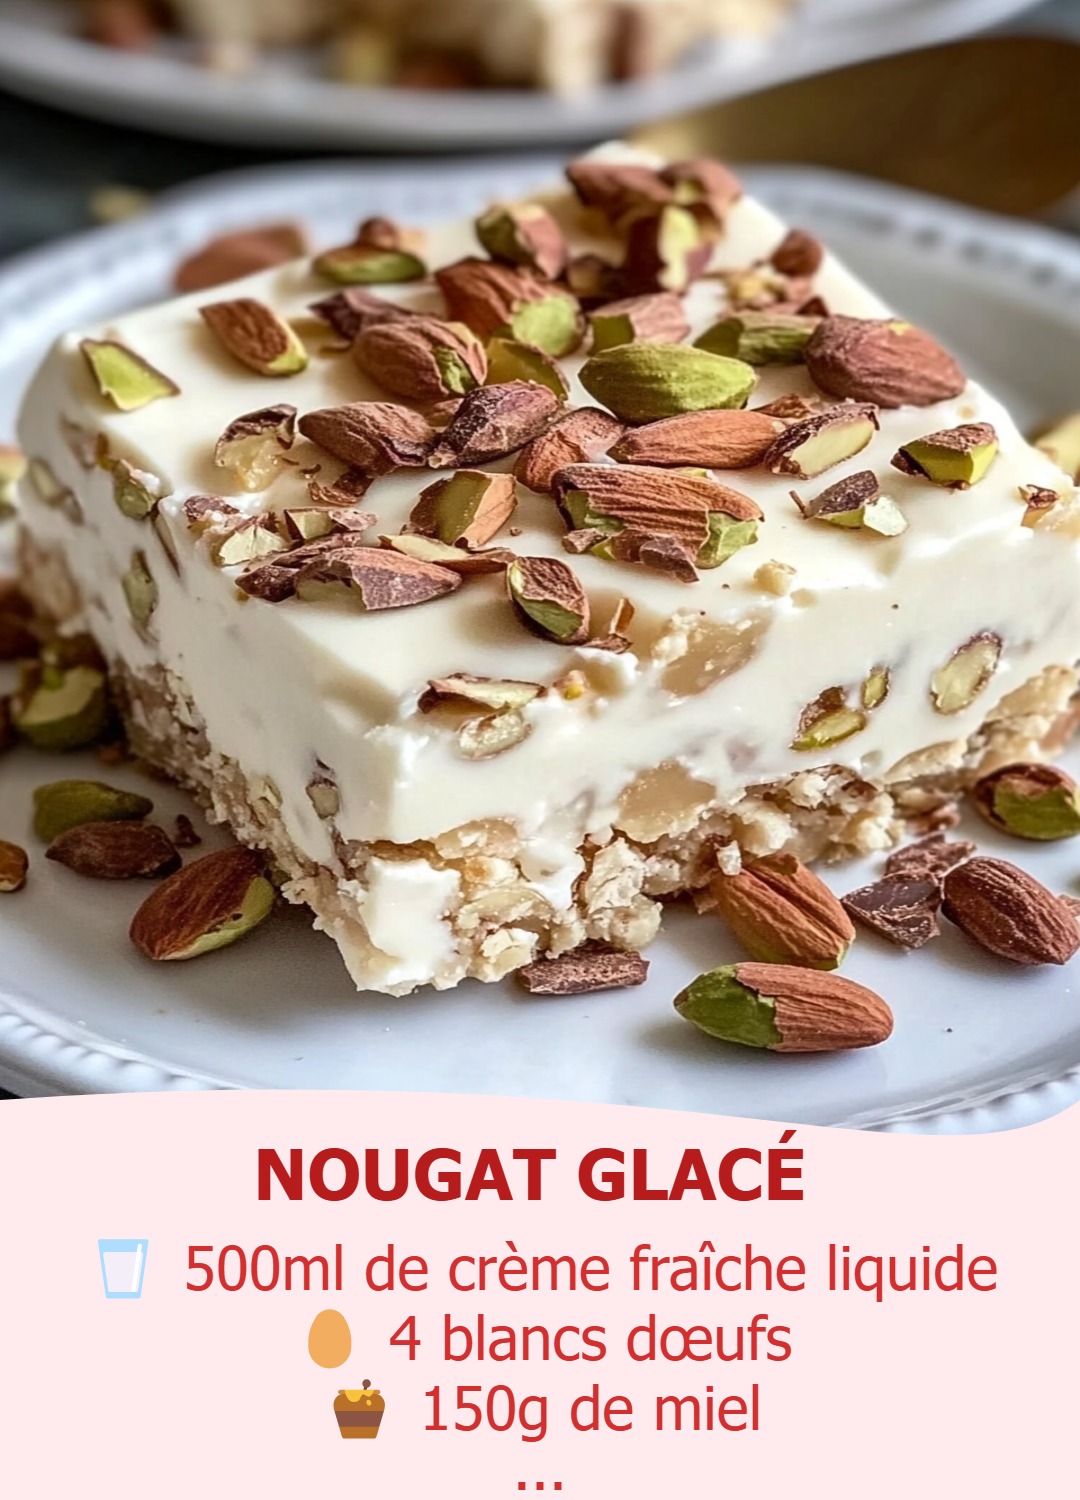 NOUGAT GLACÉ
500ml de crème fraîche liquide
4 blancs dœufs
150g de miel
...